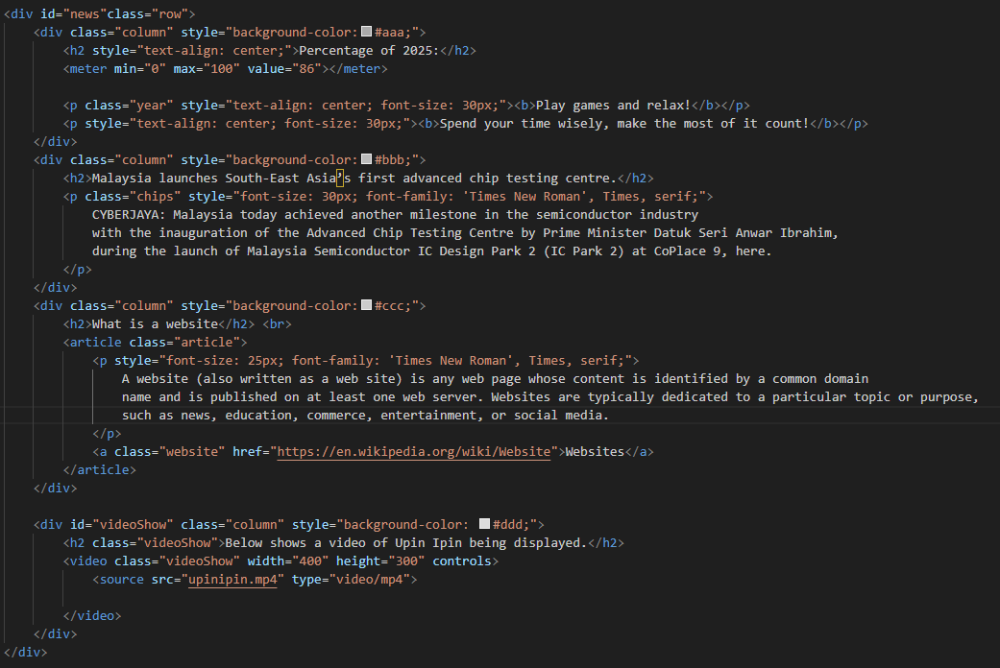 <div id="news"class="row">
<div class="column" style="background-color:#aaa;">
<h2 style="text-align: center;">Percentage of 2025:</h2>
<meter min="0" max="100" value="86"></meter>
<p class="year" style="text-align: center; font-size: 30px;"><b>Play games and relax!</b></p>
<p style="text-align: center; font-size: 30px;"><b>Spend your time wisely, make the most of it count!</b></p>
</div>
<div class="column" style="background-color:#bbb;">
<h2>Malaysia launches South-East Asia’s first advanced chip testing centre.</h2>
<p class="chips" style="font-size: 30px; font-family: 'Times New Roman', Times, serif;">
CYBERJAYA: Malaysia today achieved another milestone in the semiconductor industry
with the inauguration of the Advanced Chip Testing Centre by Prime Minister Datuk Seri Anwar Ibrahim,
during the launch of Malaysia Semiconductor IC Design Park 2 (IC Park 2) at CoPlace 9, here.
</p>
</div>
<div class="column" style="background-color:#ccc;">
<h2>What is a website</h2> <br>
<article class="article">
<p style="font-size: 25px; font-family: 'Times New Roman', Times, serif;">
A website (also written as a web site) is any web page whose content is identified by a common domain
name and is published on at least one web server. Websites are typically dedicated to a particular topic or purpose,
such as news, education, commerce, entertainment, or social media.
</p>
<a class="website" href="https://en.wikipedia.org/wiki/Website">Websites</a>
</article>
</div>
<div id="videoShow" class="column" style="background-color: #ddd;">
<h2 class="videoShow">Below shows a video of Upin Ipin being displayed.</h2>
<video class="videoShow" width="400" height="300" controls>
<source src="upinipin.mp4" type="video/mp4">
</video>
</div>
</div>